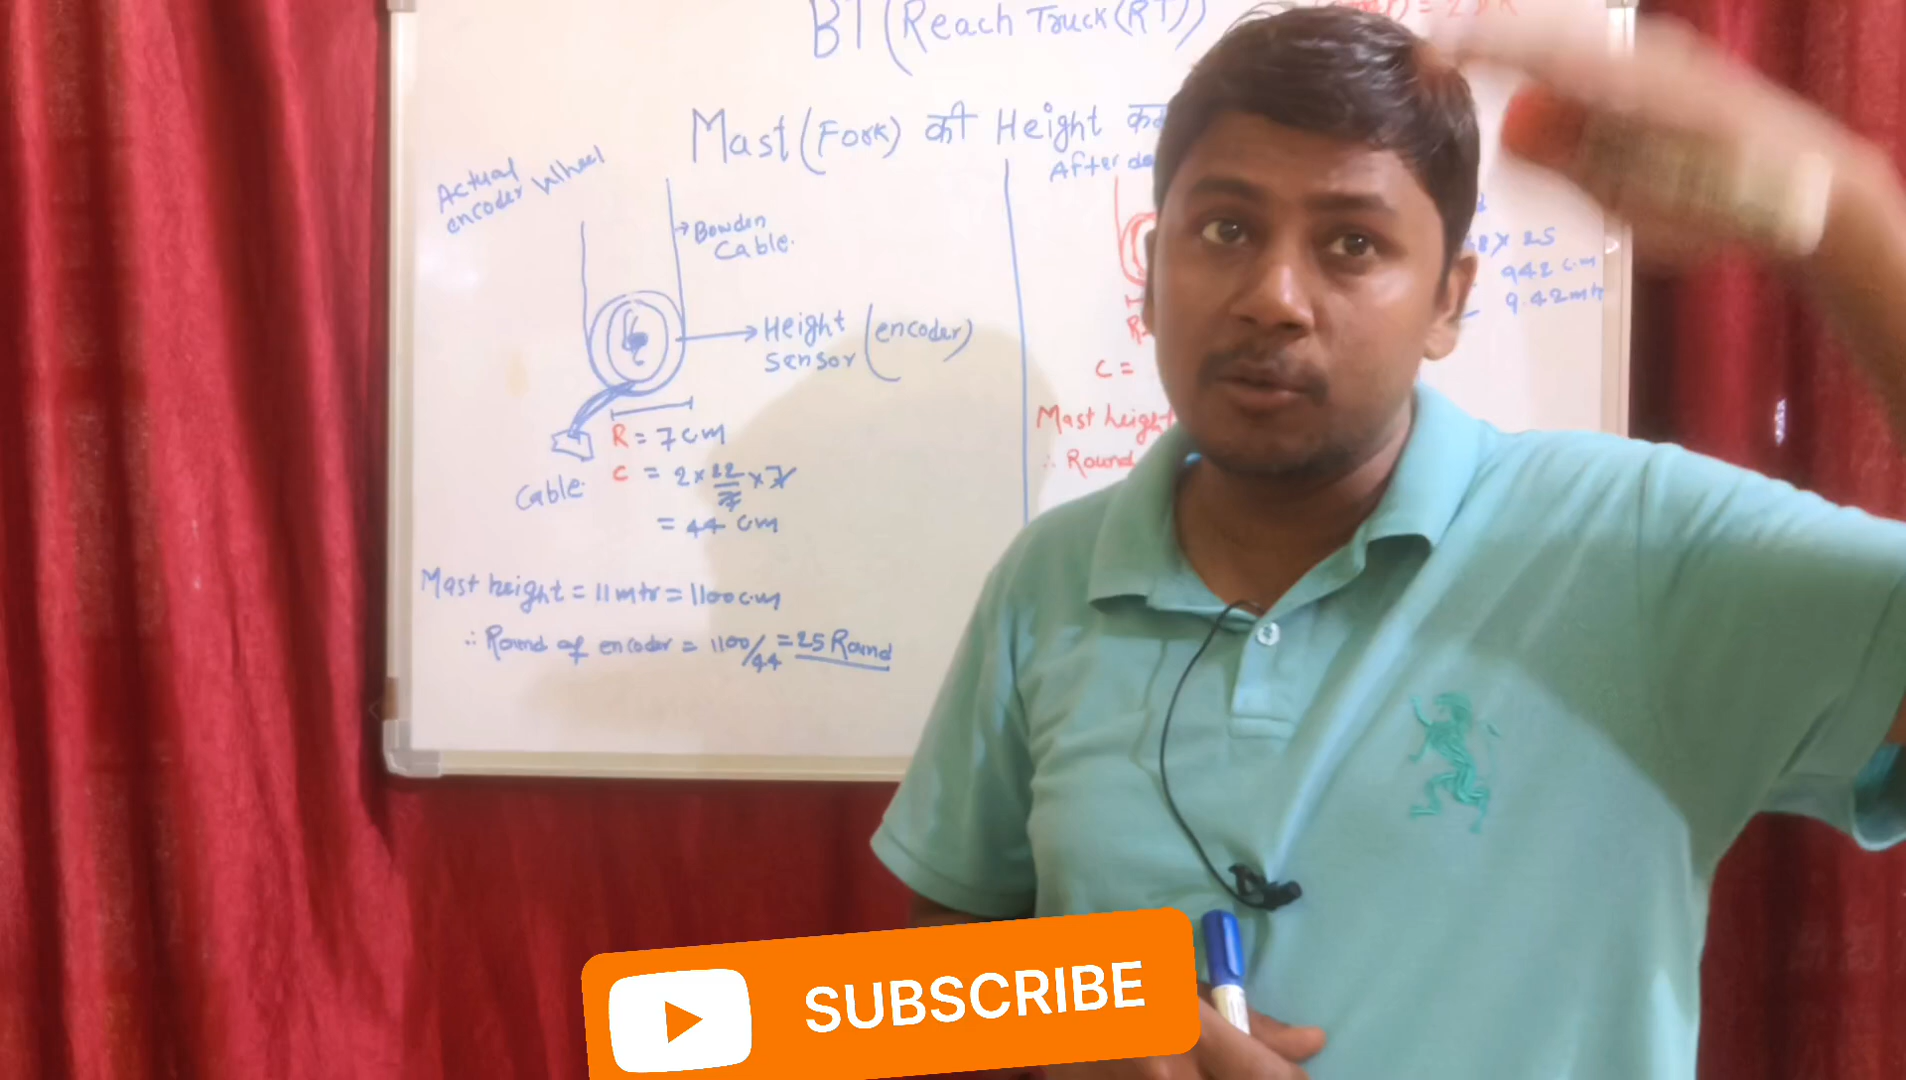 BT (Reach Truck (RT))
Mast (Fork) की Height
Actual
encoder wheel
Bowden
Cable.
Height
sensor (encoder)
R = 7 cm
C = 2 × 22/7 × 7
= 44 cm
Cable
Mast height = 11 mtr = 1100 cm
∴ Round of encoder = 1100/44 = 25 Round
After
× 25
942 cm
9.42 mtr
C =
Mast height
∴ Round
SUBSCRIBE